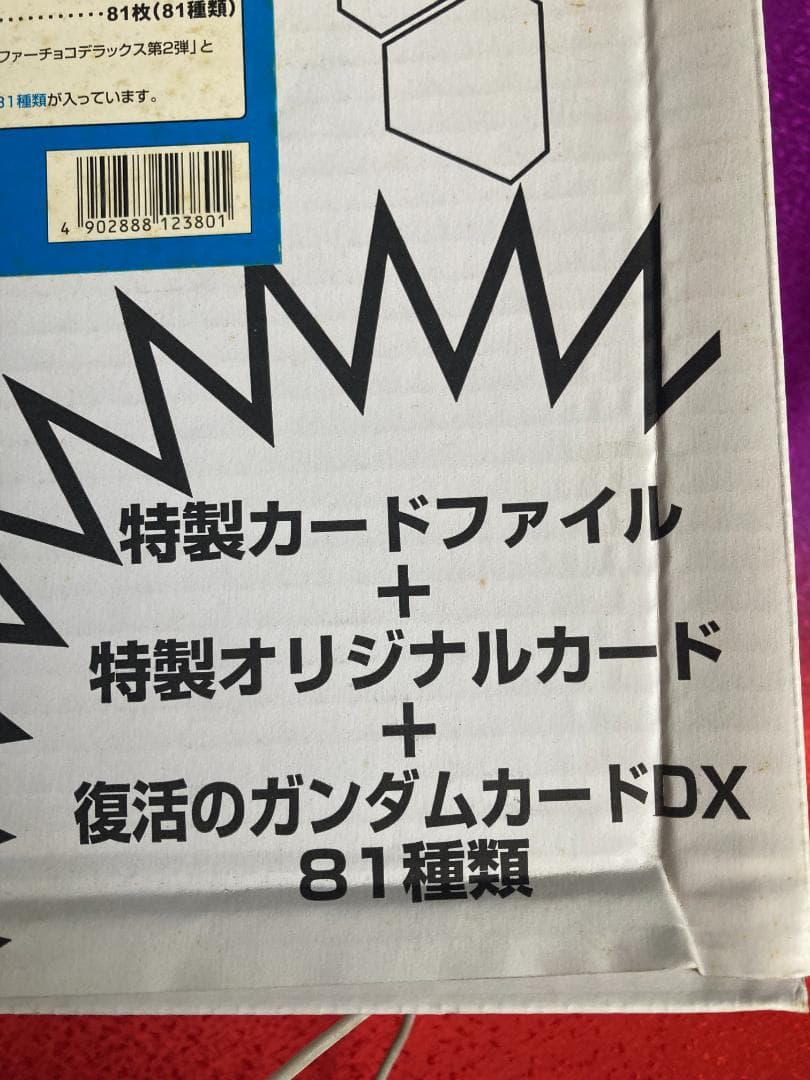 ............81枚(81種類)
ファーチョコデラックス第2弾」と
81種類が入っています。
4 902888 123801
特製カードファイル
+
特製オリジナルカード
+
復活のガンダムカードDX
81種類